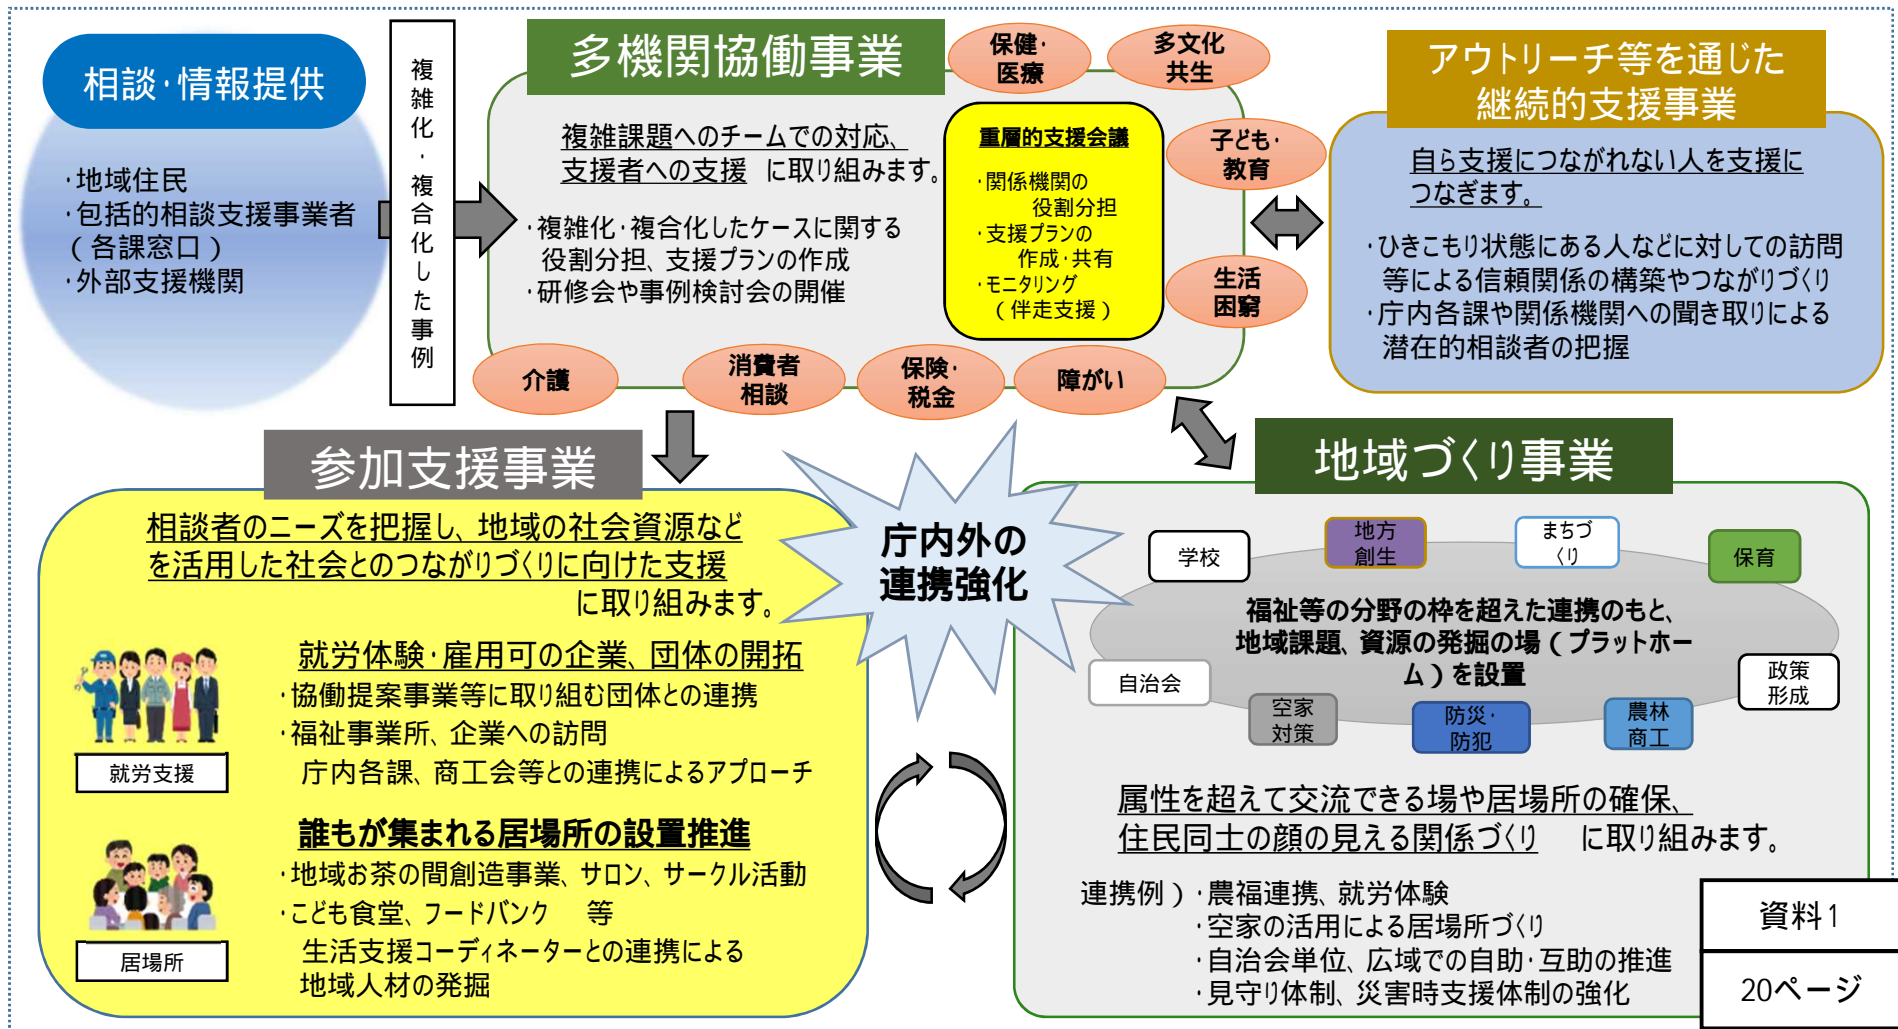 相談・情報提供
・地域住民
・包括的相談支援事業者
（各課窓口）
・外部支援機関
複雑化・複合化した事例
多機関協働事業
複雑課題へのチームでの対応、
支援者への支援 に取り組みます。
・複雑化・複合化したケースに関する
役割分担、支援プランの作成
・研修会や事例検討会の開催
重層的支援会議
・関係機関の
役割分担
・支援プランの
作成・共有
・モニタリング
（伴走支援）
保健・
医療
多文化
共生
子ども・
教育
生活
困窮
介護
消費者
相談
保険・
税金
障がい
アウトリーチ等を通じた
継続的支援事業
自ら支援につながれない人を支援に
つなぎます。
・ひきこもり状態にある人などに対しての訪問
等による信頼関係の構築やつながりづくり
・庁内各課や関係機関への聞き取りによる
潜在的相談者の把握
参加支援事業
相談者のニーズを把握し、地域の社会資源など
を活用した社会とのつながりづくりに向けた支援
に取り組みます。
就労体験・雇用可の企業、団体の開拓
・協働提案事業等に取り組む団体との連携
・福祉事業所、企業への訪問
庁内各課、商工会等との連携によるアプローチ
就労支援
誰もが集まれる居場所の設置推進
・地域お茶の間創造事業、サロン、サークル活動
・こども食堂、フードバンク 等
生活支援コーディネーターとの連携による
地域人材の発掘
居場所
庁内外の
連携強化
地域づくり事業
学校
地方
創生
まちづ
くり
保育
福祉等の分野の枠を超えた連携のもと、
地域課題、資源の発掘の場（プラットホー
ム）を設置
自治会
空家
対策
防災・
防犯
農林
商工
政策
形成
属性を超えて交流できる場や居場所の確保、
住民同士の顔の見える関係づくり に取り組みます。
連携例）・農福連携、就労体験
・空家の活用による居場所づくり
・自治会単位、広域での自助・互助の推進
・見守り体制、災害時支援体制の強化
資料1
20ページ